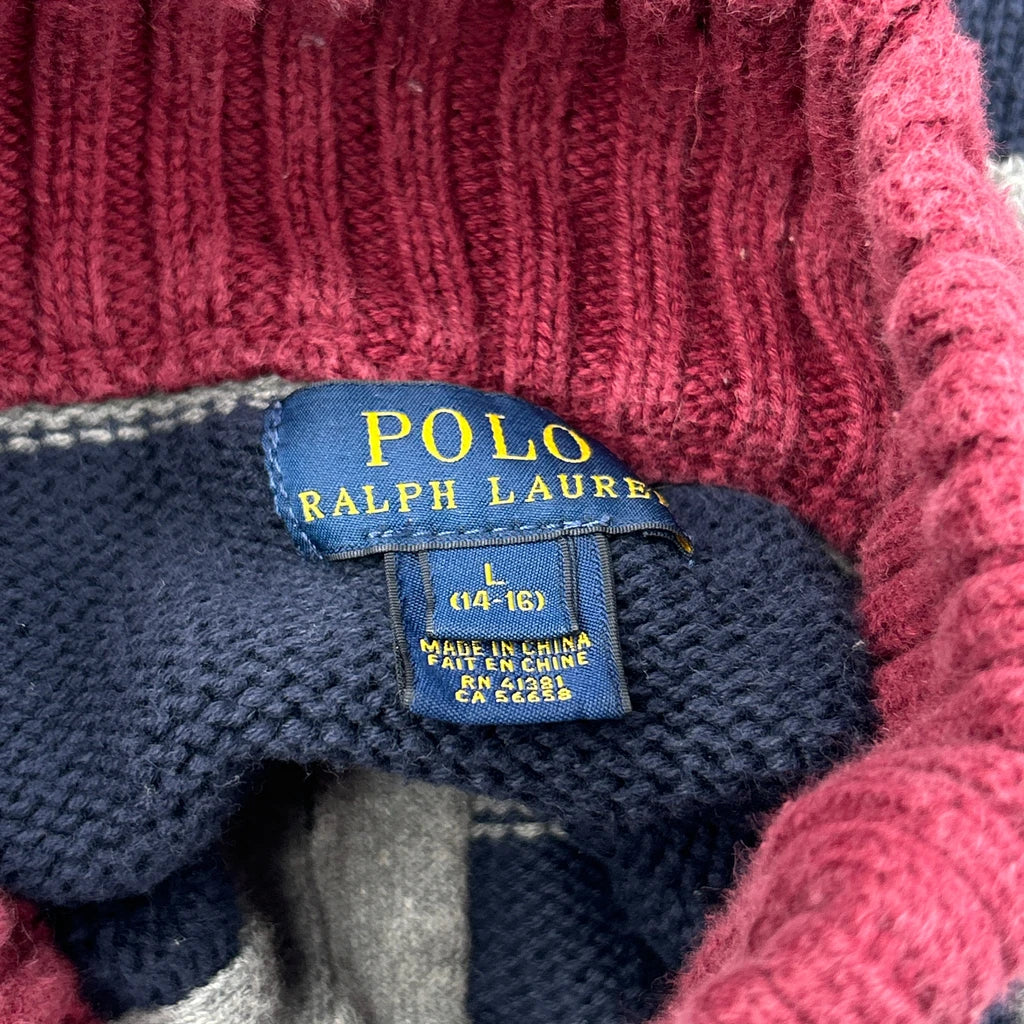 POLO
RALPH LAUREN
L
(14-16)
MADE IN CHINA
FAIT EN CHINE
RN 41381
CA 56658